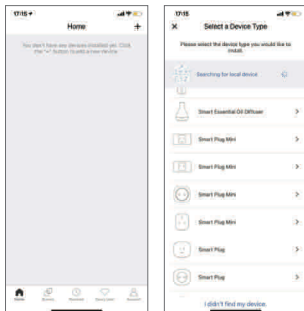 17:15
Home
+
You don't have any devices installed yet. Click
the "+" button to add a new device
Home
Account
17:15
Select a Device Type
Please select the device type you would like to
install.
Searching for local device
Smart Essential Oil Diffuser
Smart Plug Mini
Smart Plug Mini
Smart Plug Mini
Smart Plug Mini
Smart Plug
Smart Plug
I didn't find my device.